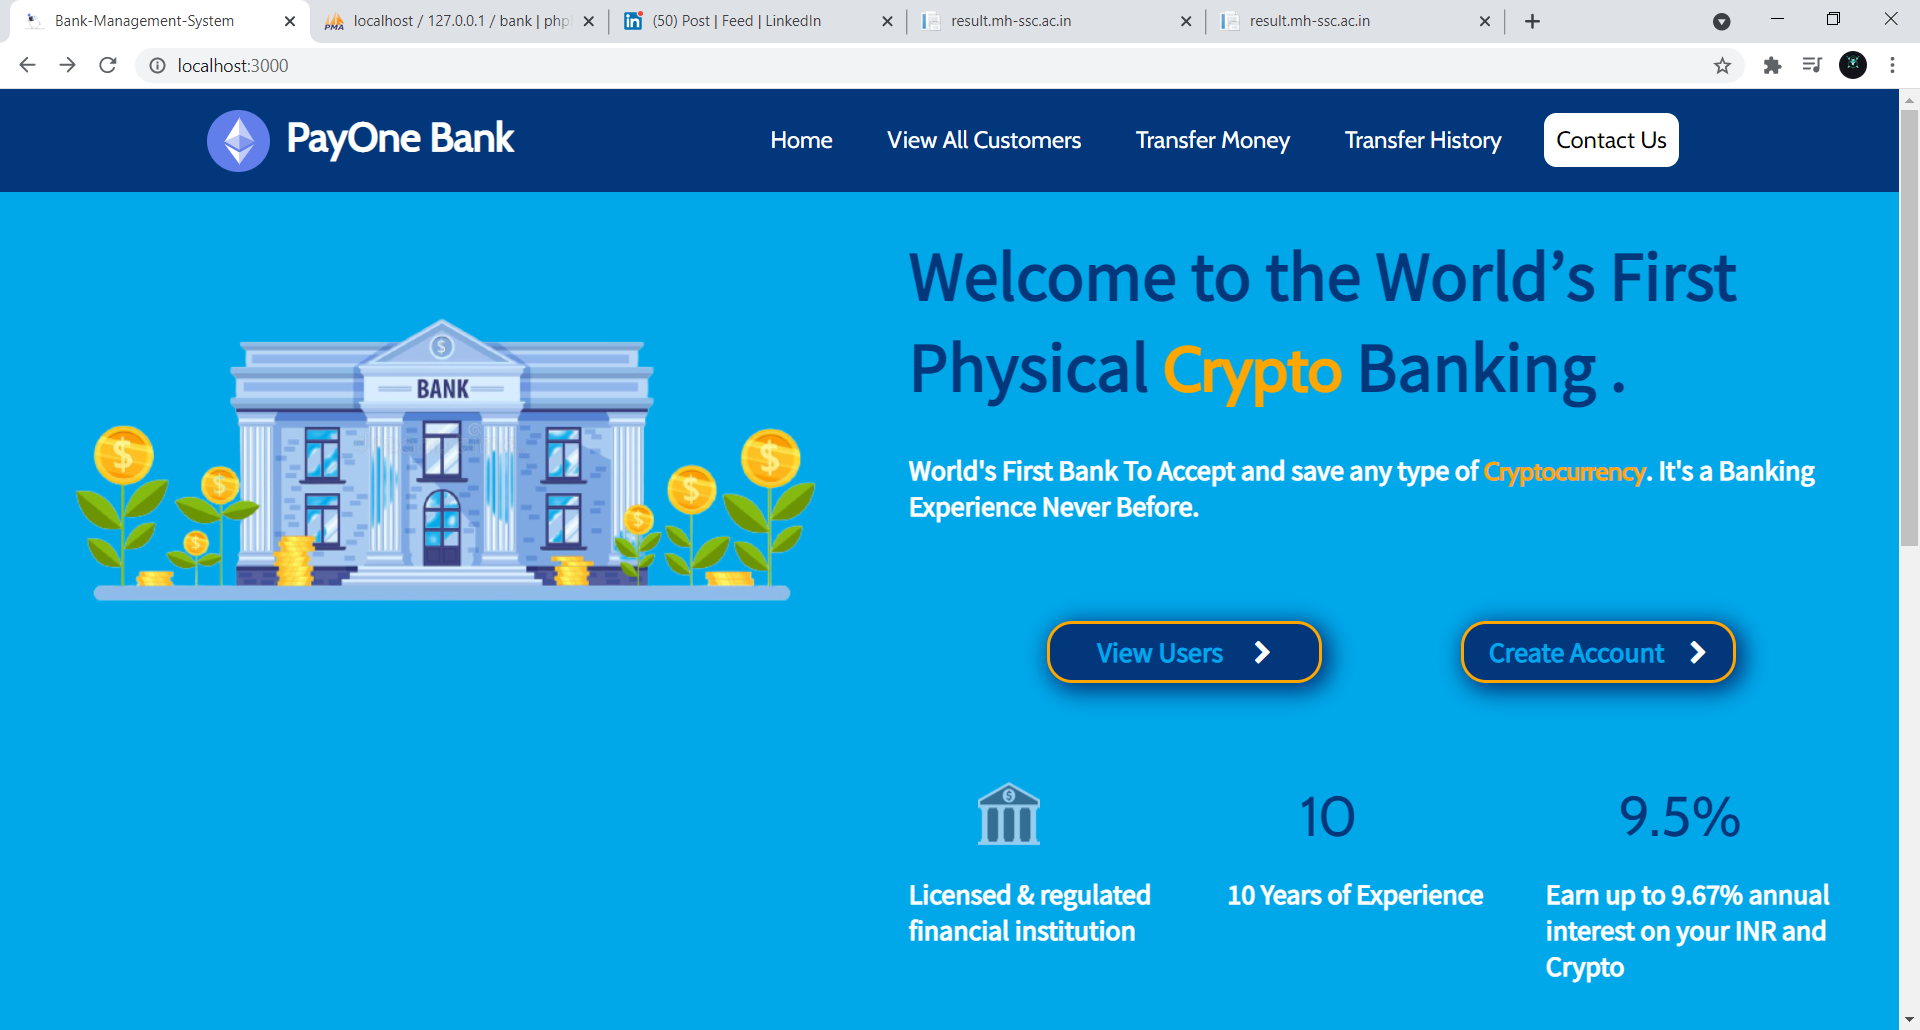 Bank-Management-System
localhost / 127.0.0.1 / bank | php
(50) Post | Feed | LinkedIn
result.mh-ssc.ac.in
result.mh-ssc.ac.in
localhost:3000
PayOne Bank
Home
View All Customers
Transfer Money
Transfer History
Contact Us
Welcome to the World’s First
Physical Crypto Banking .
BANK
World's First Bank To Accept and save any type of Cryptocurrency. It's a Banking
Experience Never Before.
View Users
Create Account
10
9.5%
Licensed & regulated
financial institution
10 Years of Experience
Earn up to 9.67% annual
interest on your INR and
Crypto